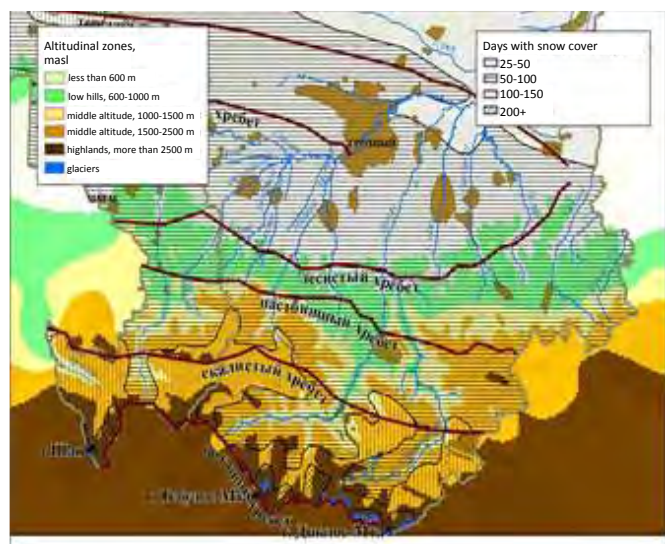 Altitudinal zones,
masl
less than 600 m
low hills, 600-1000 m
middle altitude, 1000-1500 m
middle altitude, 1500-2500 m
highlands, more than 2500 m
glaciers
Days with snow cover
25-50
50-100
100-150
200+
хребет
лесистый хребет
пастбищный хребет
скалистый хребет